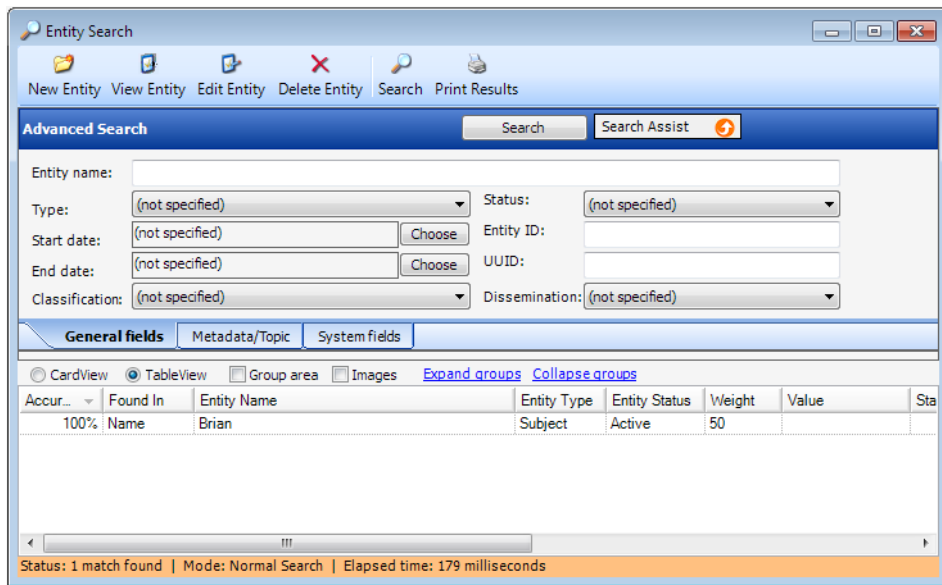 Entity Search
New Entity View Entity Edit Entity Delete Entity Search Print Results
Advanced Search Search Search Assist
Entity name:
Type: (not specified) Status: (not specified)
Start date: (not specified) Choose Entity ID:
End date: (not specified) Choose UUID:
Classification: (not specified) Dissemination: (not specified)
General fields Metadata/Topic System fields
CardView TableView Group area Images Expand groups Collapse groups
Accur... Found In Entity Name Entity Type Entity Status Weight Value Sta
100% Name Brian Subject Active 50
Status: 1 match found | Mode: Normal Search | Elapsed time: 179 milliseconds